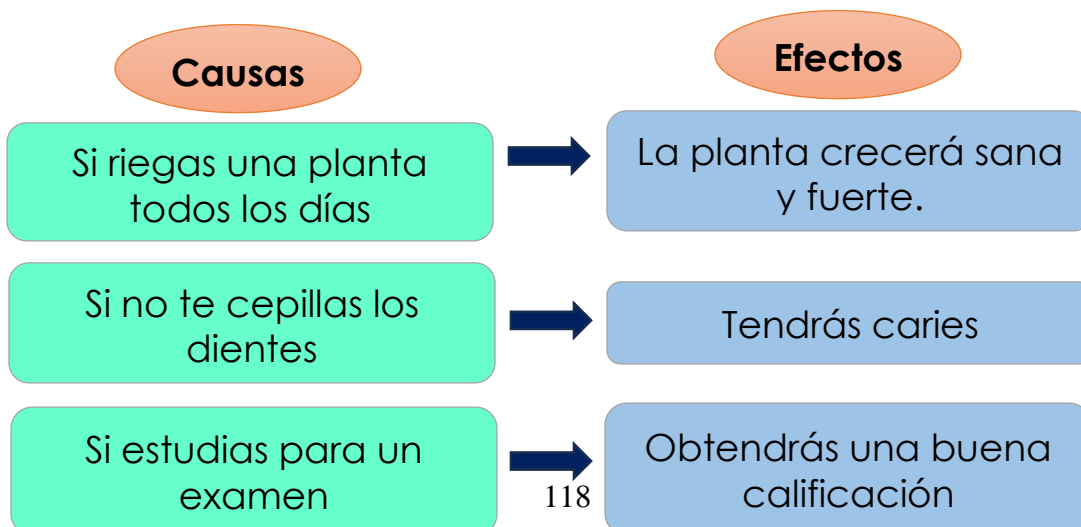 Causas
Efectos
Si riegas una planta
todos los días
La planta crecerá sana
y fuerte.
Si no te cepillas los
dientes
Tendrás caries
Si estudias para un
examen
Obtendrás una buena
calificación
118